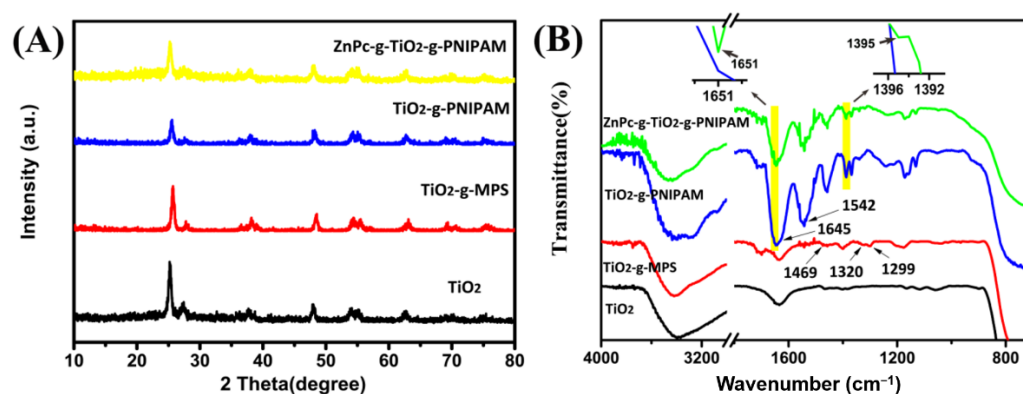 (A)
ZnPc-g-TiO₂-g-PNIPAM
TiO₂-g-PNIPAM
TiO₂-g-MPS
TiO₂
Intensity (a.u.)
10 20 30 40 50 60 70 80
2 Theta(degree)
(B)
1651
1651
1395
1396 1392
ZnPc-g-TiO₂-g-PNIPAM
TiO₂-g-PNIPAM
1542
1645
TiO₂-g-MPS
1469 1320 1299
TiO₂
Transmittance(%)
4000 3200 1600 1200 800
Wavenumber (cm⁻¹)